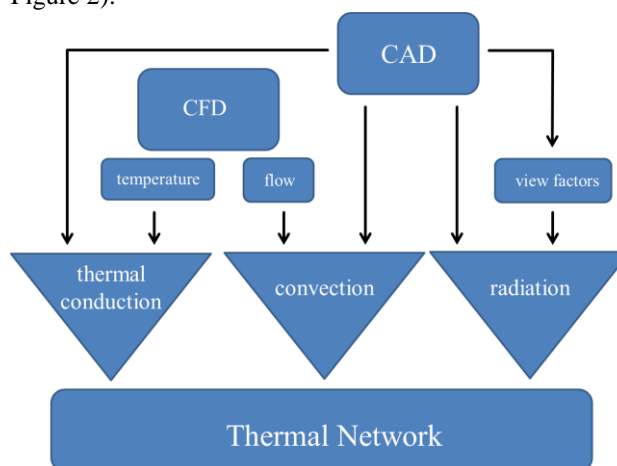 Figure 2).
CAD
CFD
temperature
flow
view factors
thermal
conduction
convection
radiation
Thermal Network